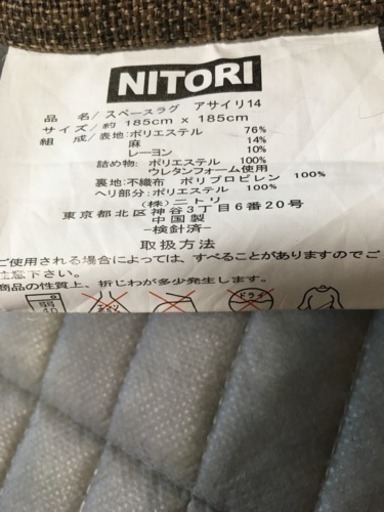 NITORI
品 名/ スペースラグ アサイリ14
サイズ/約 185cm x 185cm
組 成/表地:ポリエステル 76%
麻 14%
レーヨン 10%
詰め物: ポリエステル 100%
ウレタンフォーム使用
裏地:不織布 ポリプロピレン 100%
ヘリ部分:ポリエステル 100%
(株)ニトリ
東京都北区神谷3丁目6番20号
中国製
-検針済-
取扱方法
ご使用される場合によっては、すべることがありますのでご
注意下さい。
商品の性質上、折じわが多少発生します。
ドライ